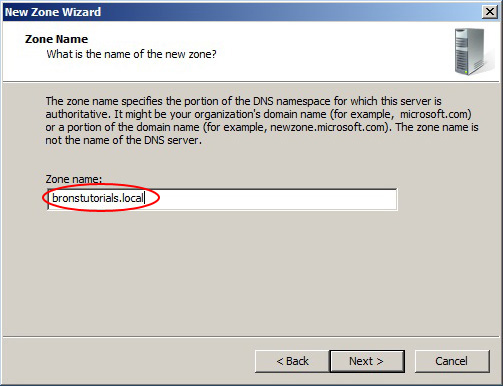 New Zone Wizard
Zone Name
What is the name of the new zone?
The zone name specifies the portion of the DNS namespace for which this server is
authoritative. It might be your organization's domain name (for example, microsoft.com)
or a portion of the domain name (for example, newzone.microsoft.com). The zone name is
not the name of the DNS server.
Zone name:
bronstutorials.local
< Back
Next >
Cancel